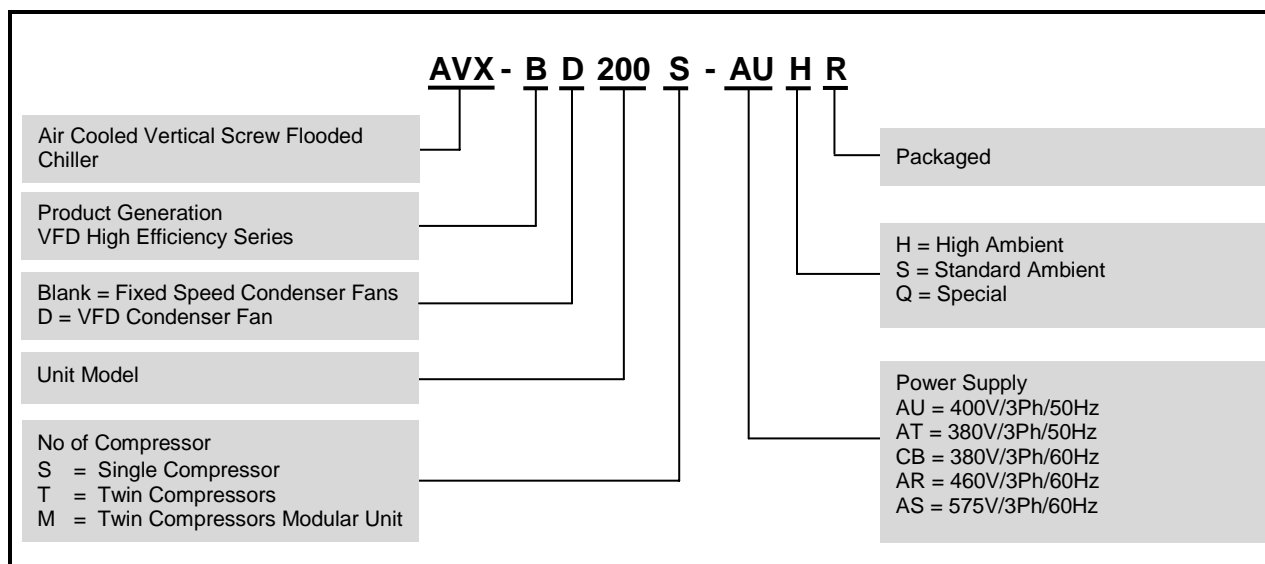 AVX - B D 200 S - AU H R
Air Cooled Vertical Screw Flooded
Chiller
Product Generation
VFD High Efficiency Series
Blank = Fixed Speed Condenser Fans
D = VFD Condenser Fan
Unit Model
No of Compressor
S = Single Compressor
T = Twin Compressors
M = Twin Compressors Modular Unit
Packaged
H = High Ambient
S = Standard Ambient
Q = Special
Power Supply
AU = 400V/3Ph/50Hz
AT = 380V/3Ph/50Hz
CB = 380V/3Ph/60Hz
AR = 460V/3Ph/60Hz
AS = 575V/3Ph/60Hz